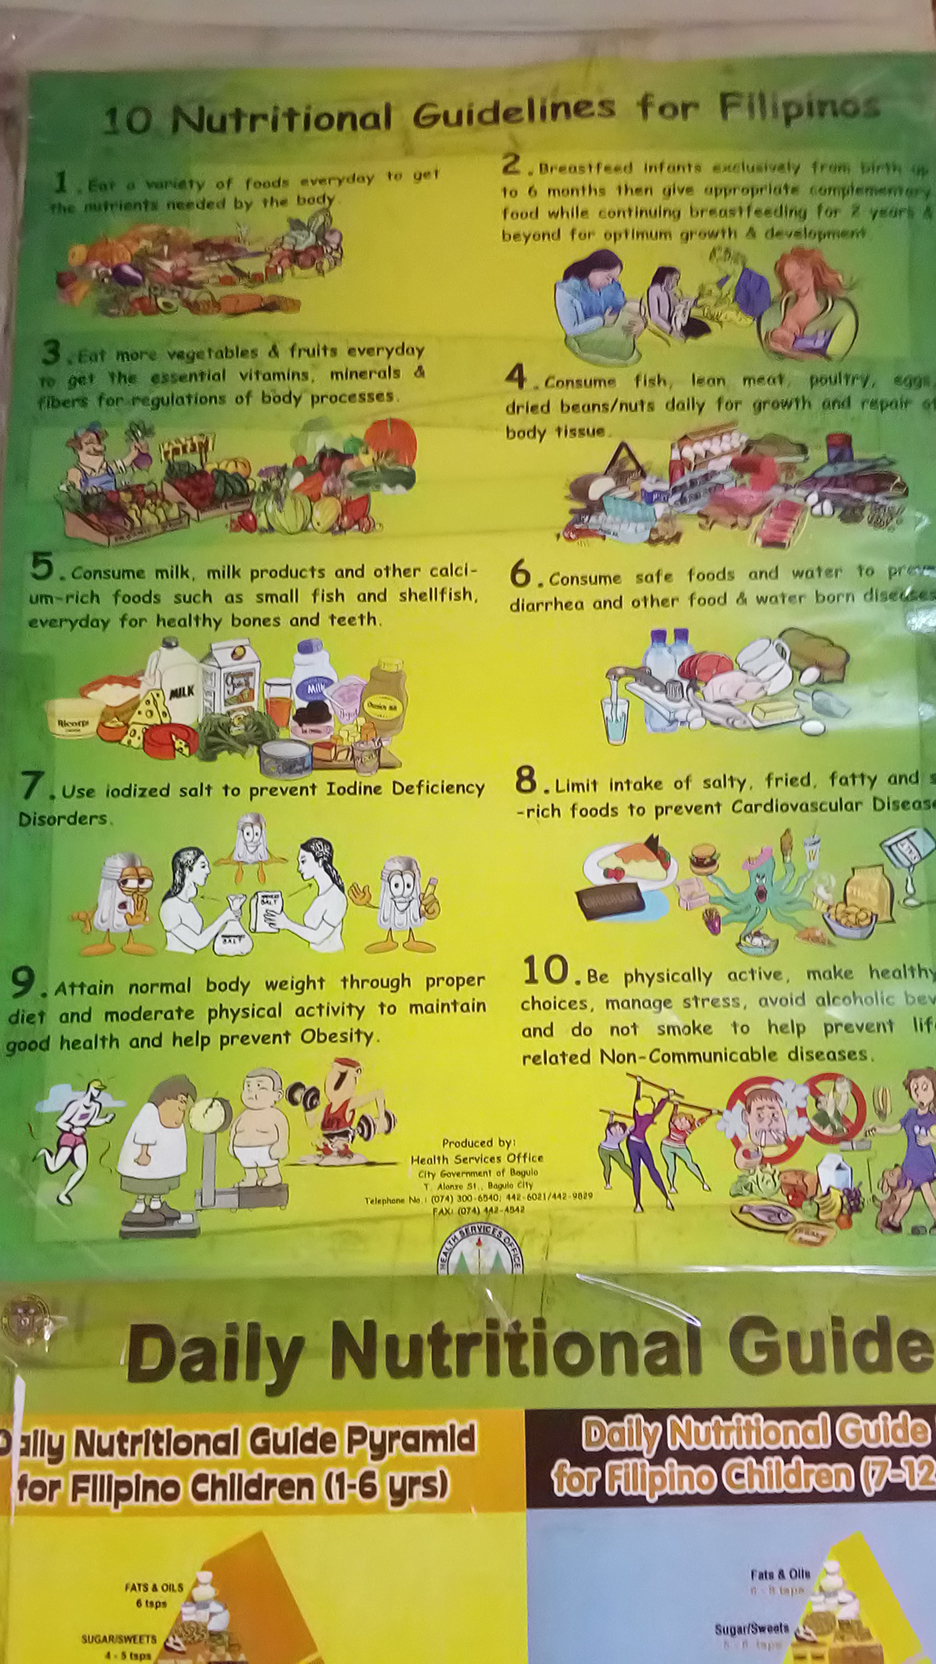 10 Nutritional Guidelines for Filipinos
1. Eat a variety of foods everyday to get
the nutrients needed by the body.
2. Breastfeed infants exclusively from birth up
to 6 months then give appropriate complementary
food while continuing breastfeeding for 2 years &
beyond for optimum growth & development.
3. Eat more vegetables & fruits everyday
to get the essential vitamins, minerals &
fibers for regulations of body processes.
FRESH
4. Consume fish, lean meat, poultry, eggs,
dried beans/nuts daily for growth and repair of
body tissue.
5. Consume milk, milk products and other calci-
um-rich foods such as small fish and shellfish,
everyday for healthy bones and teeth.
MILK
Milk
Ricotta
6. Consume safe foods and water to prev
diarrhea and other food & water born diseases
7. Use iodized salt to prevent Iodine Deficiency
Disorders.
SALT
SALT
8. Limit intake of salty, fried, fatty and s
-rich foods to prevent Cardiovascular Disease
9. Attain normal body weight through proper
diet and moderate physical activity to maintain
good health and help prevent Obesity.
10. Be physically active, make healthy
choices, manage stress, avoid alcoholic bev
and do not smoke to help prevent lif
related Non-Communicable diseases.
Produced by:
Health Services Office
City Government of Baguio
T. Alonzo St., Baguio City
Telephone No.: (074) 300-6540; 442-6021/442-9829
FAX: (074) 442-4542
HEALTH SERVICES OFFICE
Daily Nutritional Guide
Daily Nutritional Guide Pyramid
for Filipino Children (1-6 yrs)
Daily Nutritional Guide
for Filipino Children (7-12
FATS & OILS
6 tsps
SUGAR/SWEETS
4 - 5 tsps
Fats & Oils
6 - 8 tsps
Sugar/Sweets
5 - 6 tsps